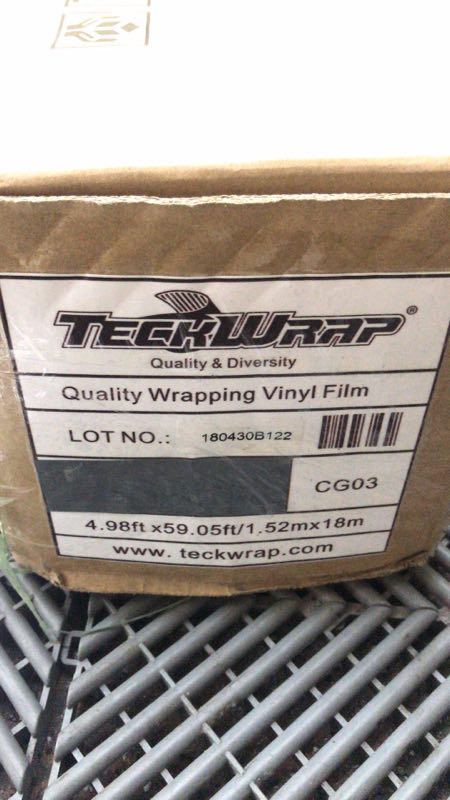 TECKWRAP®
Quality & Diversity
Quality Wrapping Vinyl Film
LOT NO.: 180430B122
CG03
4.98ft x59.05ft/1.52mx18m
www. teckwrap.com